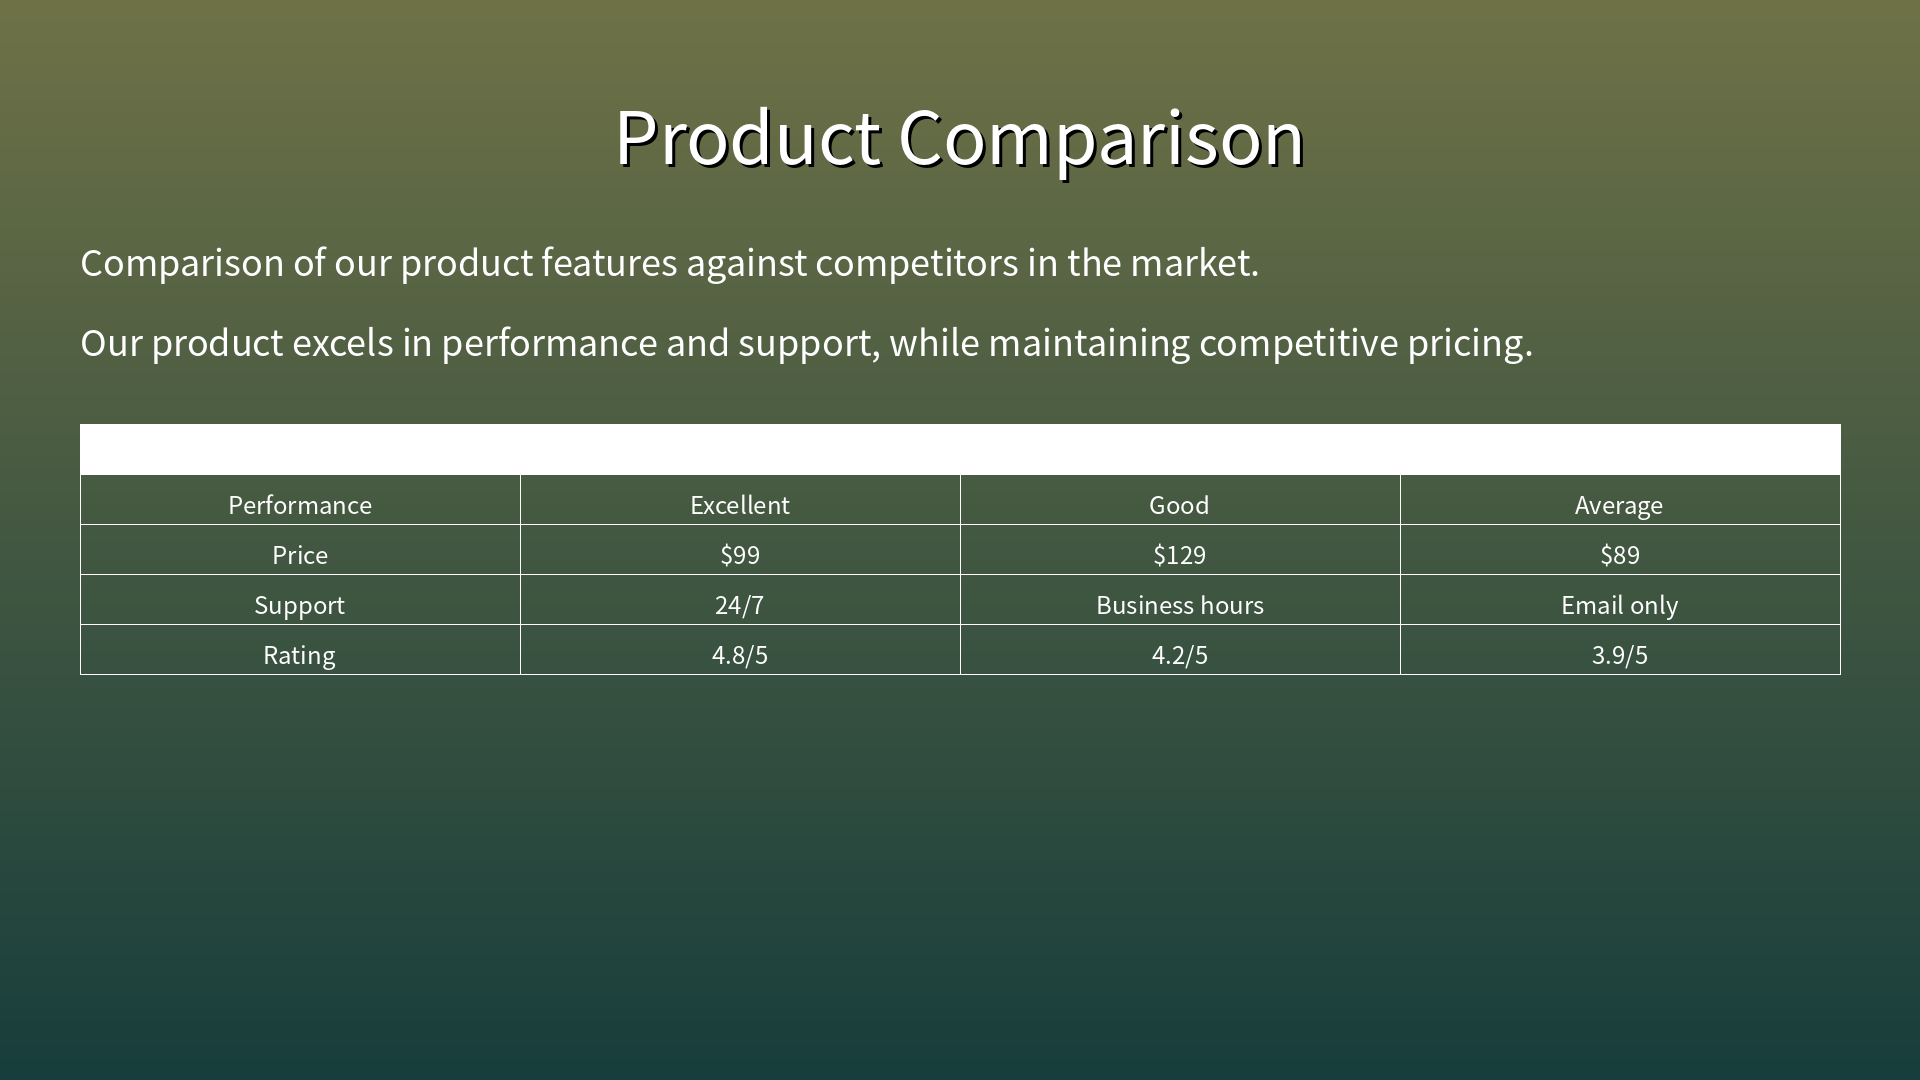 Product Comparison
Comparison of our product features against competitors in the market.
Our product excels in performance and support, while maintaining competitive pricing.
Performance Excellent Good Average
Price $99 $129 $89
Support 24/7 Business hours Email only
Rating 4.8/5 4.2/5 3.9/5